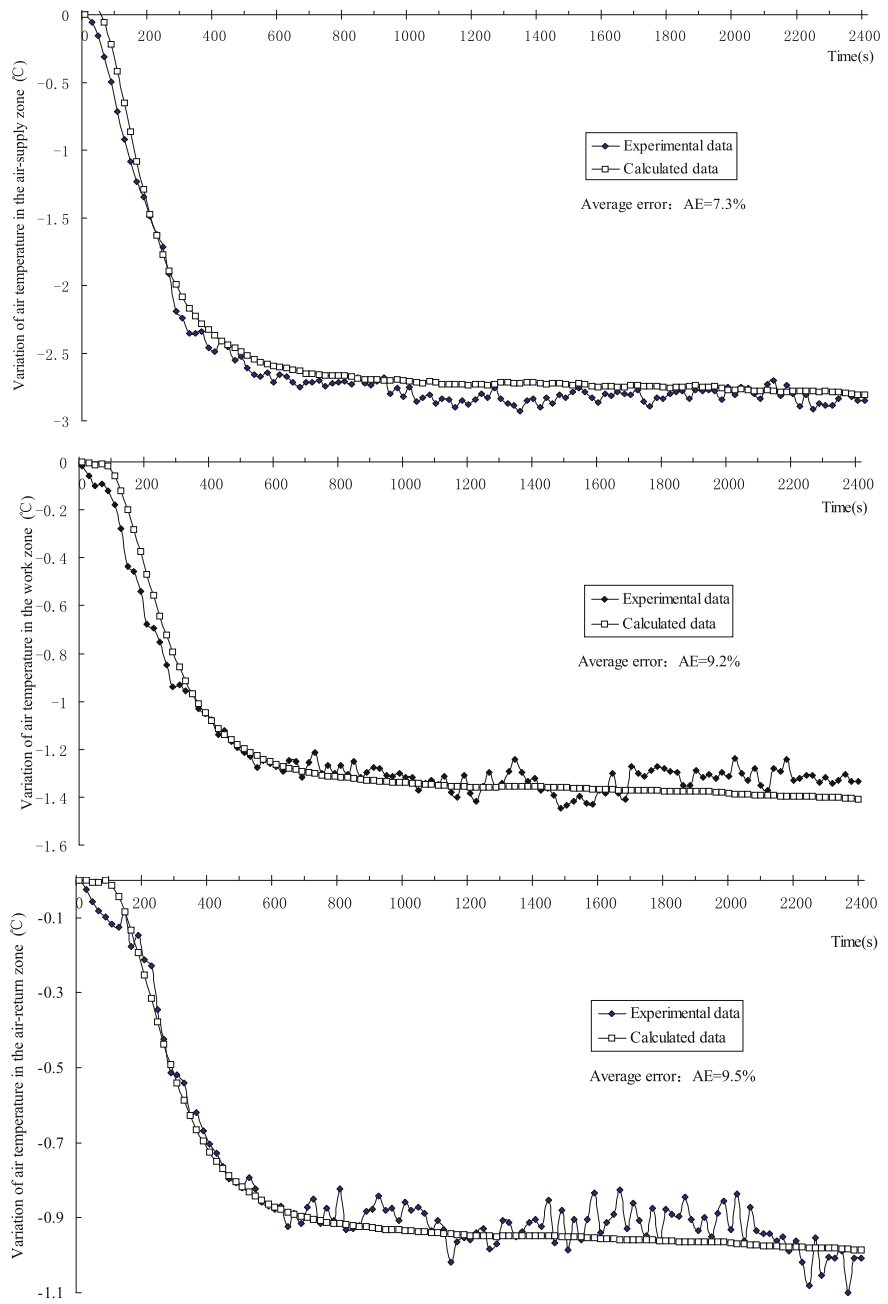 Variation of air temperature in the air-supply zone (℃)
0
-0.5
-1
-1.5
-2
-2.5
-3
0 200 400 600 800 1000 1200 1400 1600 1800 2000 2200 2400
Time(s)
Experimental data
Calculated data
Average error: AE=7.3%
Variation of air temperature in the work zone (℃)
0
-0.2
-0.4
-0.6
-0.8
-1
-1.2
-1.4
-1.6
0 200 400 600 800 1000 1200 1400 1600 1800 2000 2200 2400
Time(s)
Experimental data
Calculated data
Average error: AE=9.2%
Variation of air temperature in the air-return zone (℃)
-0.1
-0.3
-0.5
-0.7
-0.9
-1.1
0 200 400 600 800 1000 1200 1400 1600 1800 2000 2200 2400
Time(s)
Experimental data
Calculated data
Average error: AE=9.5%